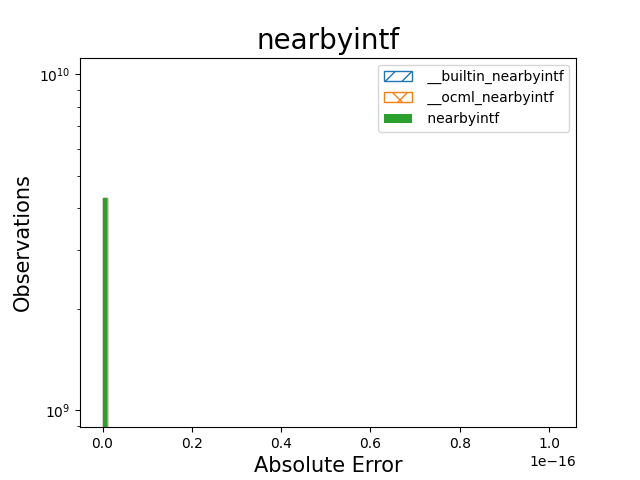 nearbyintf
10^10
__builtin_nearbyintf
__ocml_nearbyintf
nearbyintf
Observations
10^9
0.0 0.2 0.4 0.6 0.8 1.0
1e−16
Absolute Error